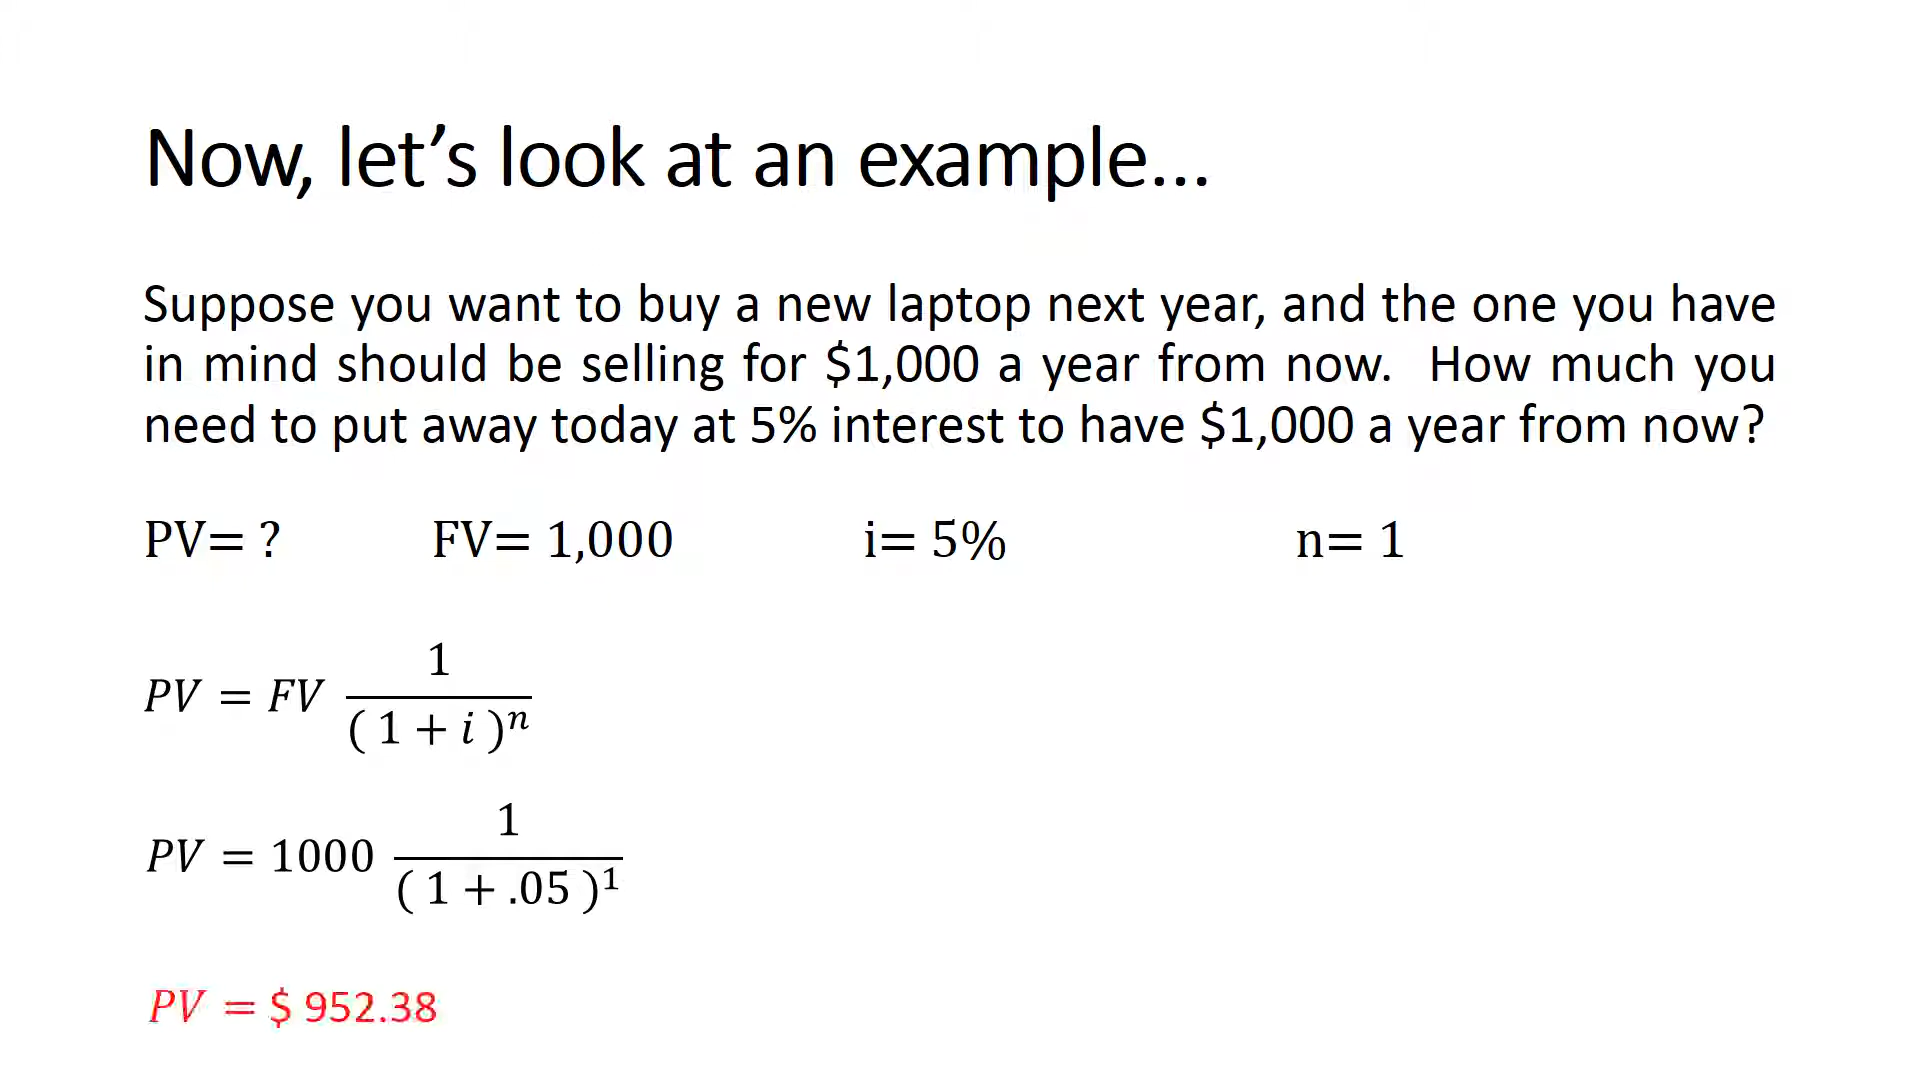 Now, let’s look at an example...
Suppose you want to buy a new laptop next year, and the one you have
in mind should be selling for $1,000 a year from now. How much you
need to put away today at 5% interest to have $1,000 a year from now?
PV= ? FV= 1,000 i= 5% n= 1
PV = FV 1 / ( 1 + i )ⁿ
PV = 1000 1 / ( 1 + .05 )¹
PV = $ 952.38